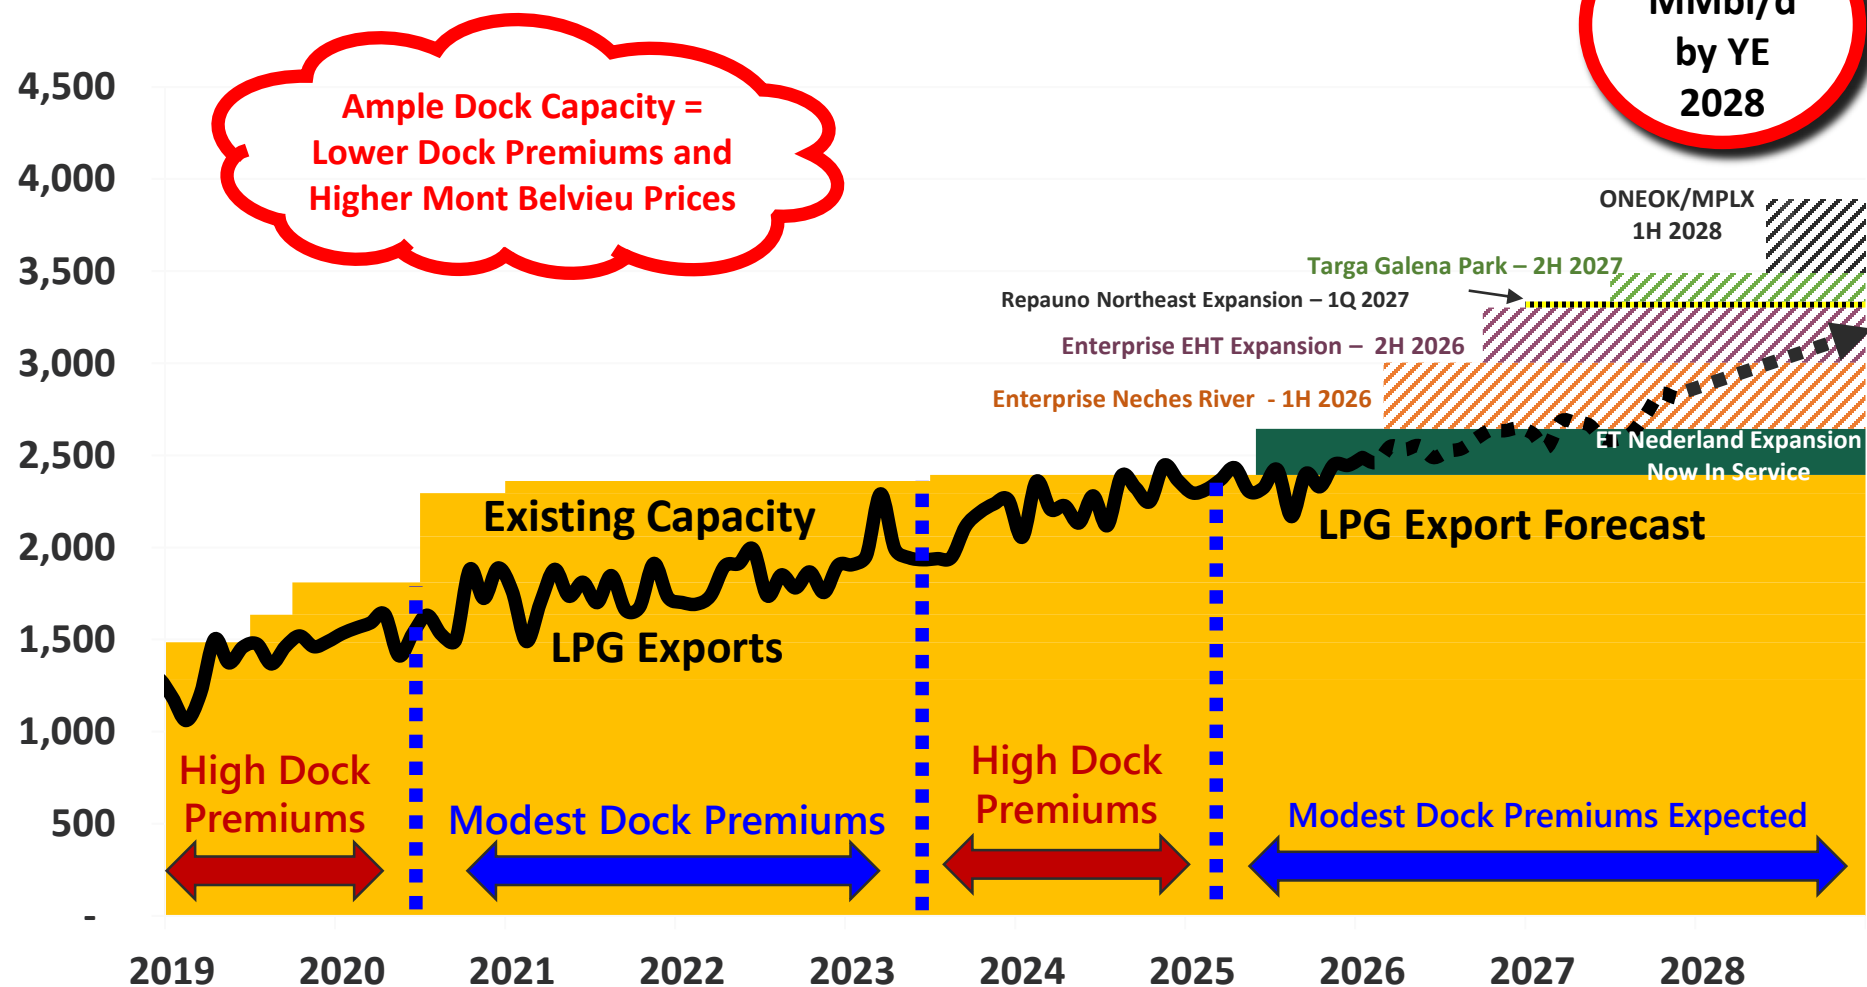 MMbl/d
by YE
2028
4,500
4,000
3,500
3,000
2,500
2,000
1,500
1,000
500
-
Ample Dock Capacity =
Lower Dock Premiums and
Higher Mont Belvieu Prices
ONEOK/MPLX
1H 2028
Targa Galena Park – 2H 2027
Repauno Northeast Expansion – 1Q 2027
Enterprise EHT Expansion – 2H 2026
Enterprise Neches River - 1H 2026
ET Nederland Expansion
Now In Service
Existing Capacity
LPG Export Forecast
LPG Exports
High Dock
Premiums
Modest Dock Premiums
High Dock
Premiums
Modest Dock Premiums Expected
2019
2020
2021
2022
2023
2024
2025
2026
2027
2028